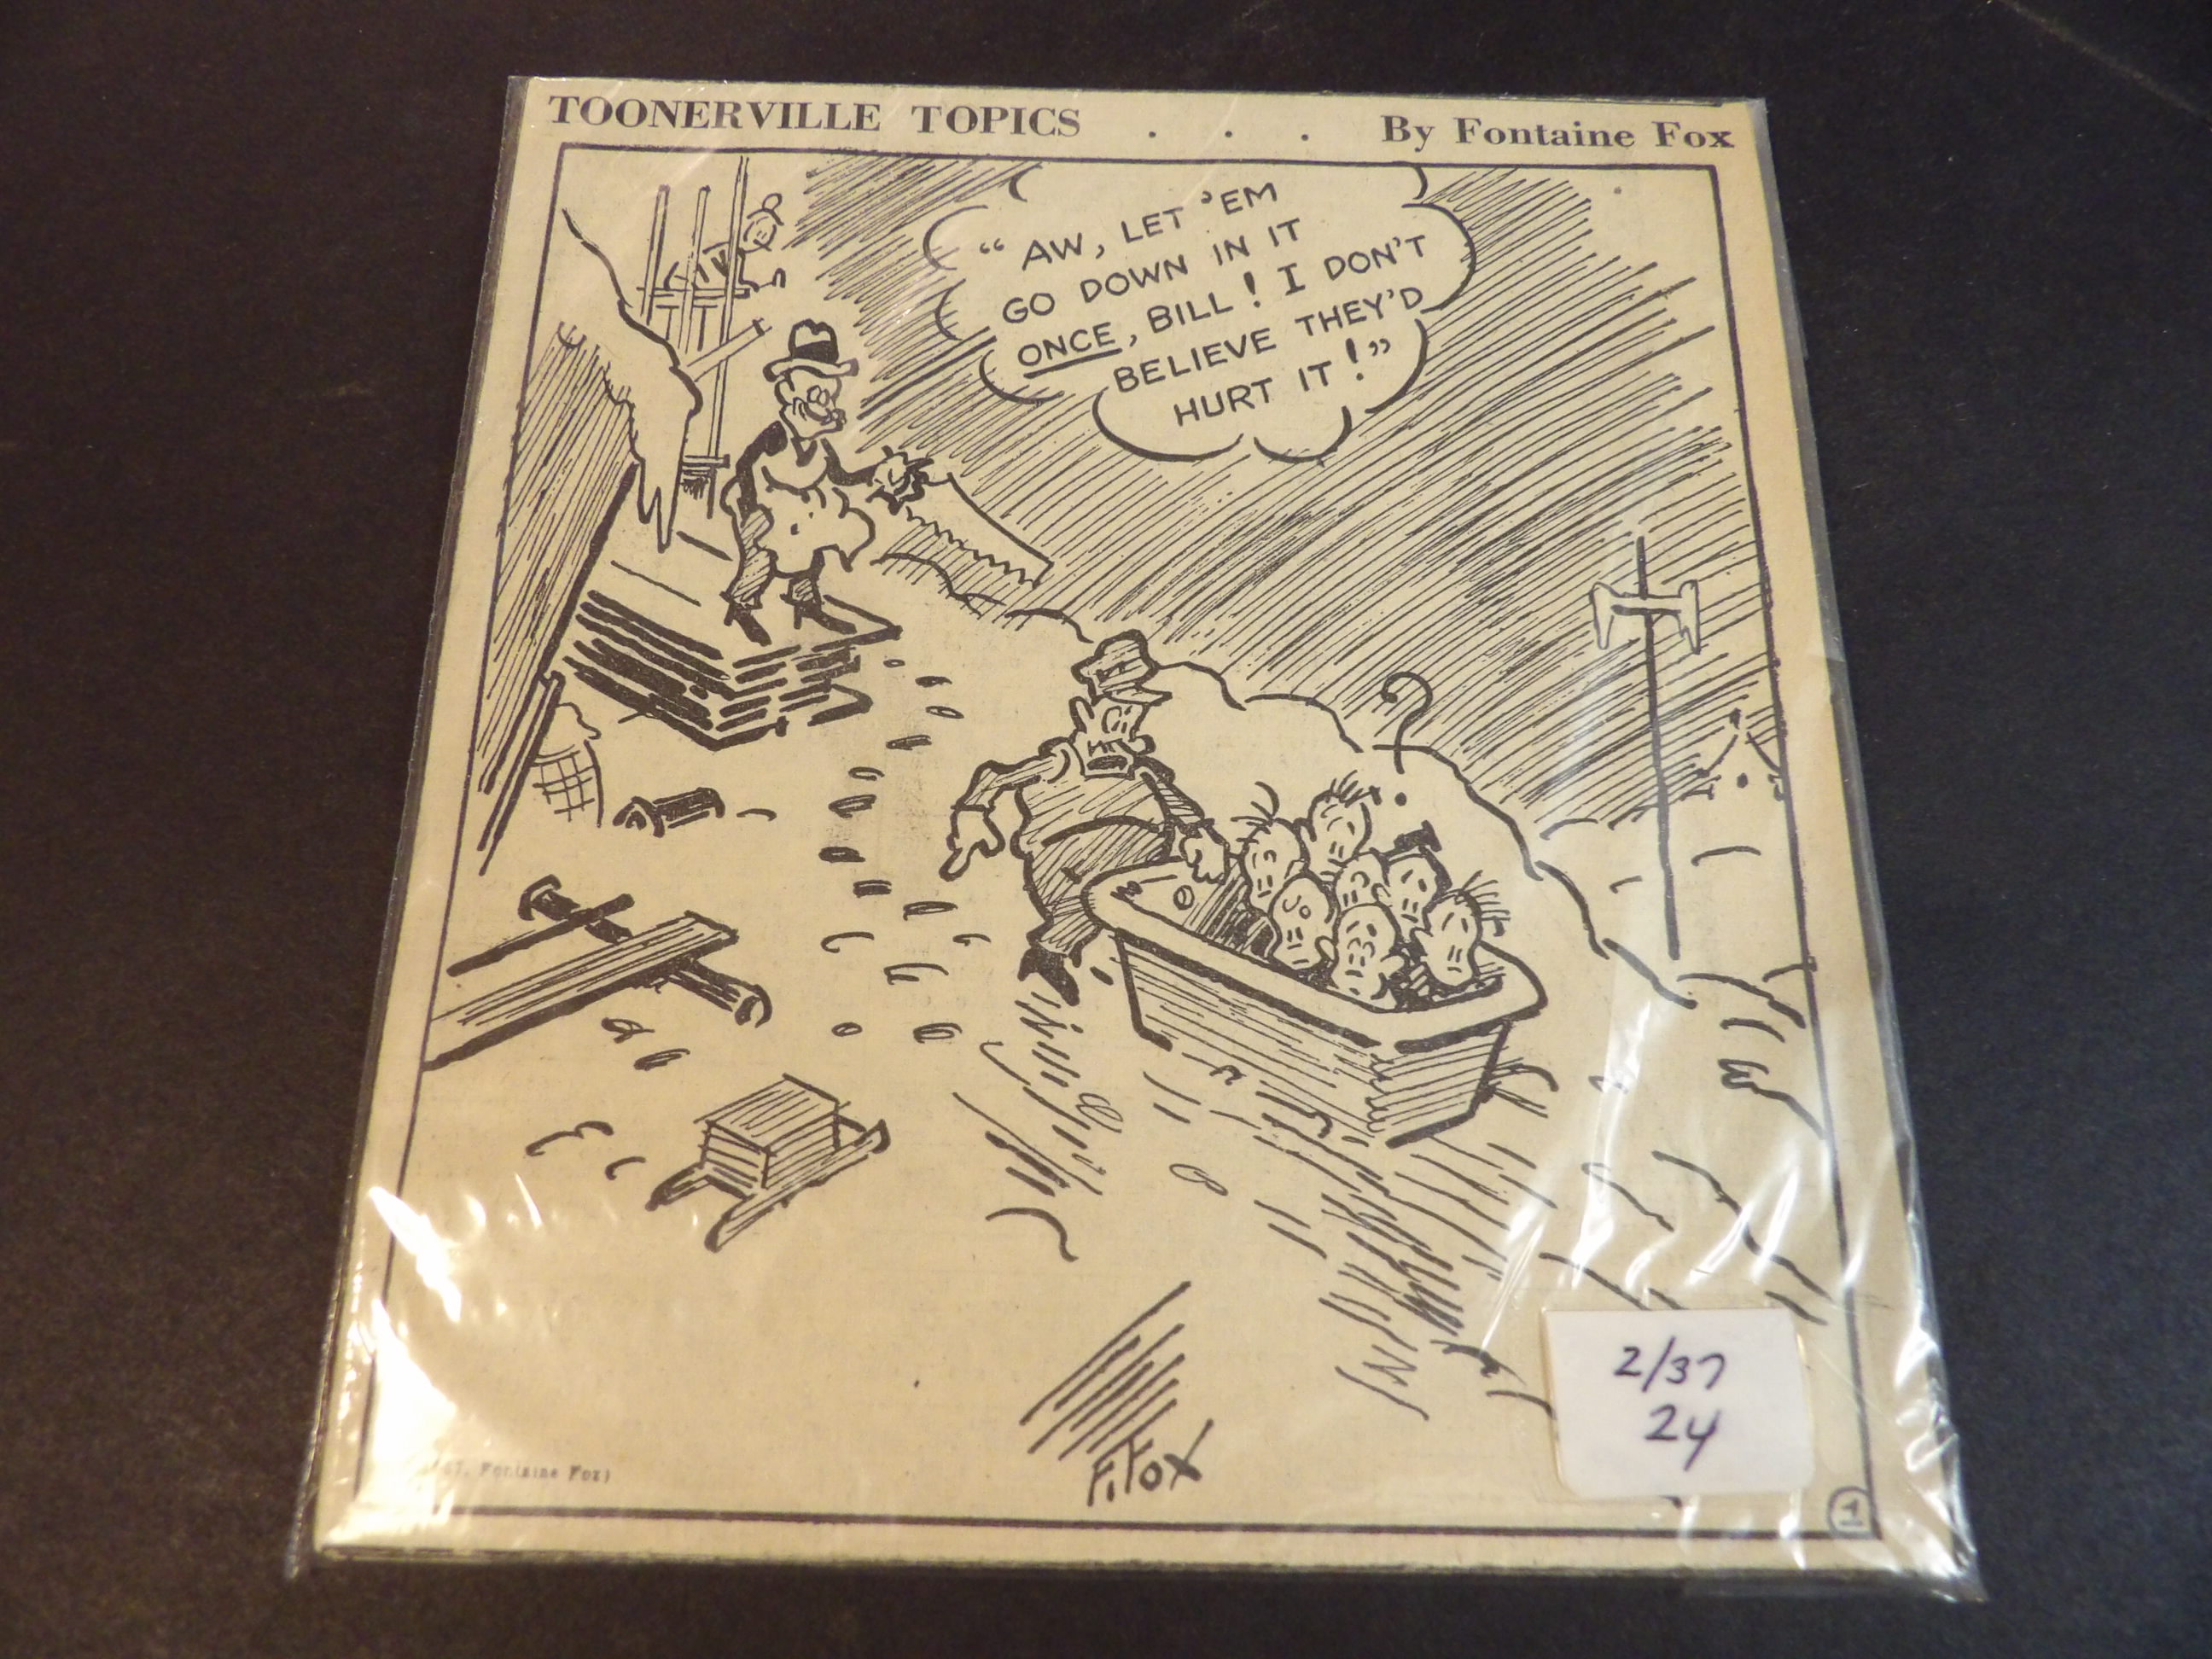 TOONERVILLE TOPICS . . . By Fontaine Fox
“ AW, LET 'EM
GO DOWN IN IT
ONCE, BILL! I DON'T
BELIEVE THEY'D
HURT IT!”
Fontaine Fox)
F. Fox
2/37
24
1